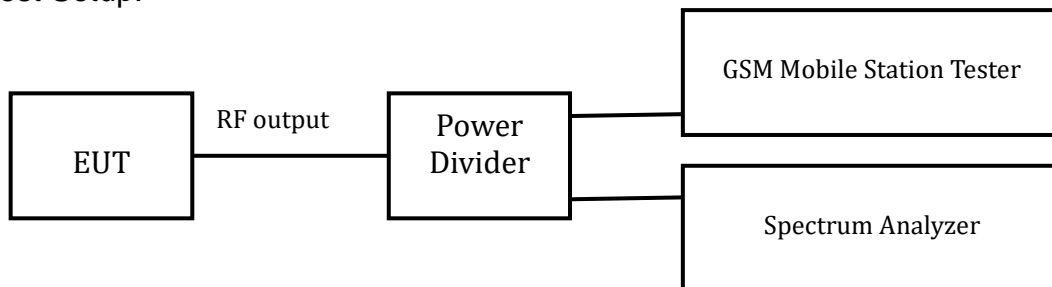 EUT
RF output
Power
Divider
GSM Mobile Station Tester
Spectrum Analyzer